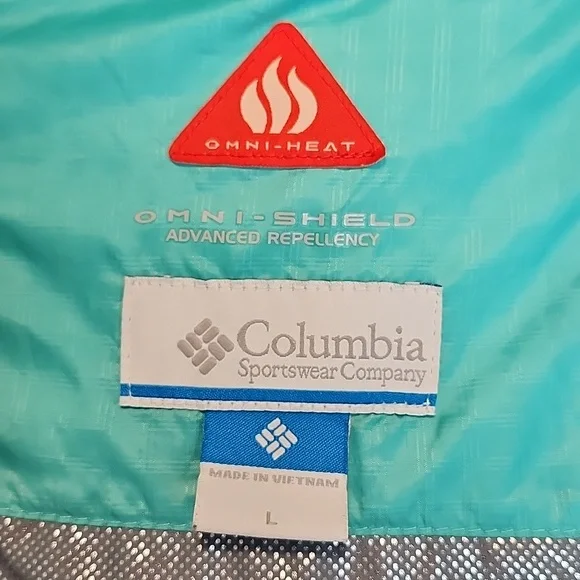 OMNI-HEAT
OMNI-SHIELD
ADVANCED REPELLENCY
Columbia
Sportswear Company
MADE IN VIETNAM
L